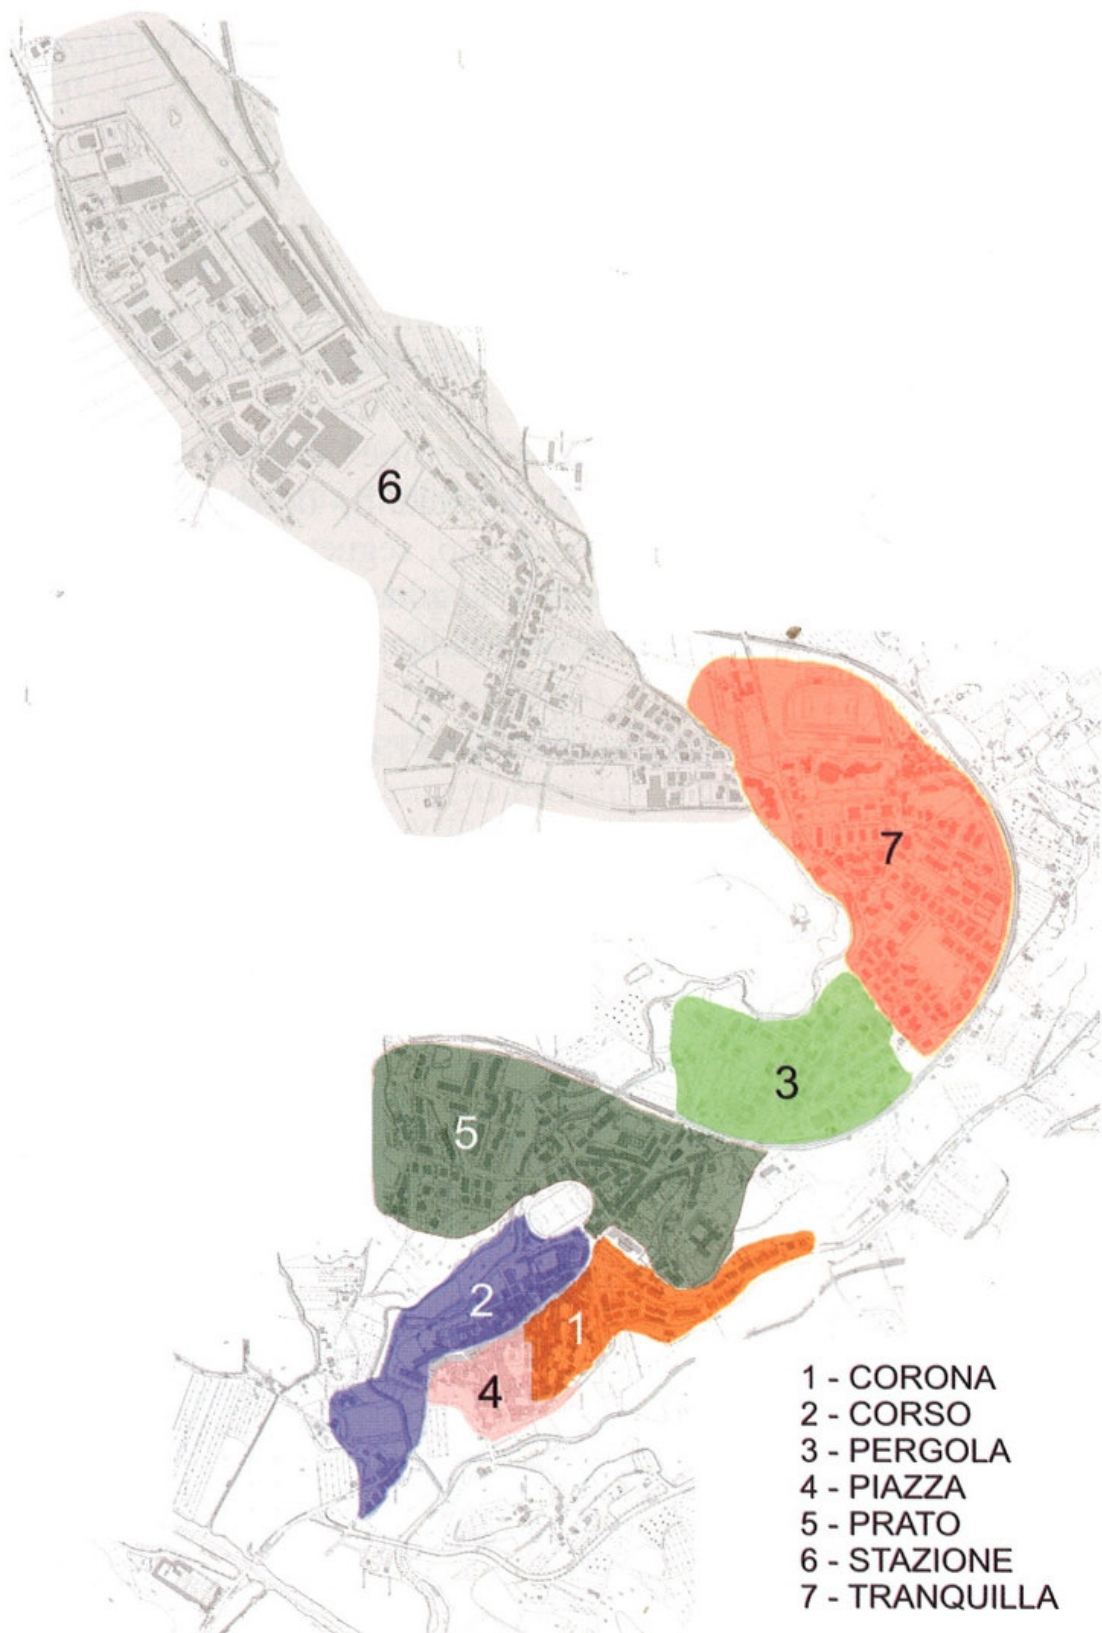 6
7
3
5
2
1
4
1 - CORONA
2 - CORSO
3 - PERGOLA
4 - PIAZZA
5 - PRATO
6 - STAZIONE
7 - TRANQUILLA